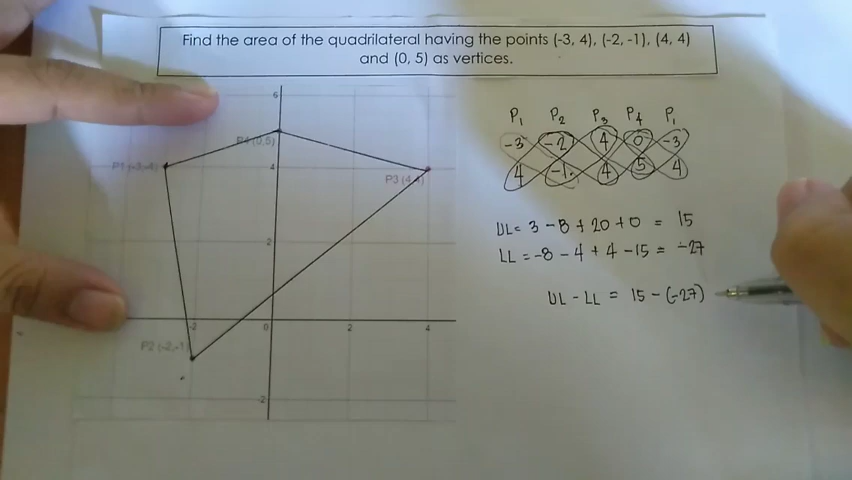 Find the area of the quadrilateral having the points (-3, 4), (-2, -1), (4, 4)
and (0, 5) as vertices.
6
P4 (0,5)
P1 (-3,-4)
4
P3 (4,4)
2
-2
0
2
4
P2 (-2,-1)
-2
P1 P2 P3 P4 P1
-3 -2 4 0 -3
4 -1 4 5 4
UL = 3 - 8 + 20 + 0 = 15
LL = -8 - 4 + 4 - 15 = -27
UL - LL = 15 - (-27)